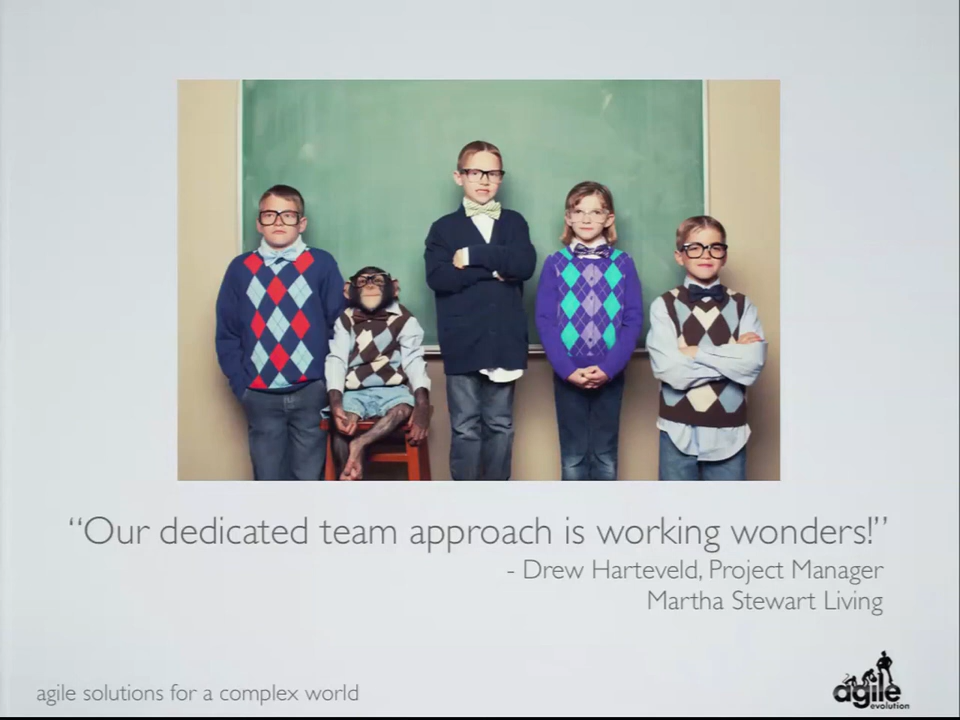 “Our dedicated team approach is working wonders!”
- Drew Harteveld, Project Manager
Martha Stewart Living
agile solutions for a complex world
agile
evolution